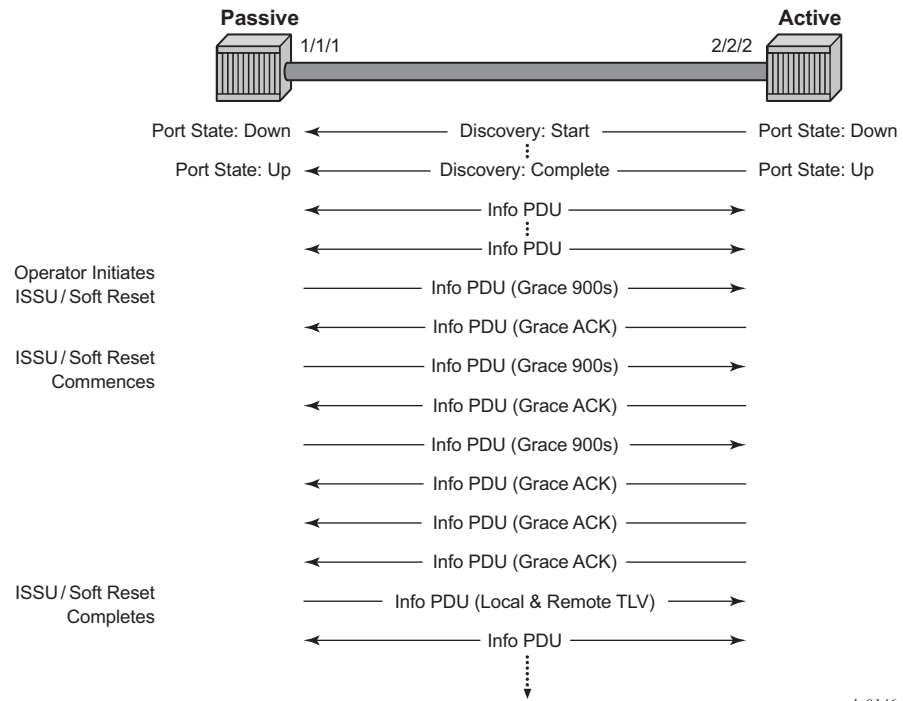 Passive Active
1/1/1 2/2/2
Port State: Down Discovery: Start Port State: Down
Port State: Up Discovery: Complete Port State: Up
Info PDU
Info PDU
Operator Initiates
ISSU / Soft Reset
Info PDU (Grace 900s)
Info PDU (Grace ACK)
ISSU / Soft Reset
Commences
Info PDU (Grace 900s)
Info PDU (Grace ACK)
Info PDU (Grace 900s)
Info PDU (Grace ACK)
Info PDU (Grace ACK)
Info PDU (Grace ACK)
ISSU / Soft Reset
Completes
Info PDU (Local & Remote TLV)
Info PDU